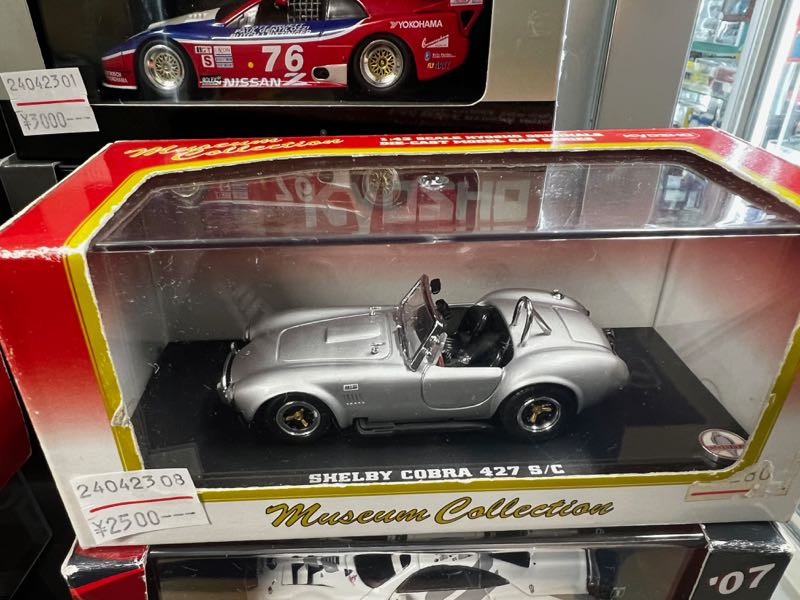 YOKOHAMA
76
NISSAN
24042301
¥3000---
Museum Collection
1:43 SCALE KYOSHO ORIGINALS
DIE-CAST MODEL CAR SERIES
KYOSHO
KYOSHO
SHELBY COBRA 427 S/C
24042308
¥2500---
Museum Collection
'07